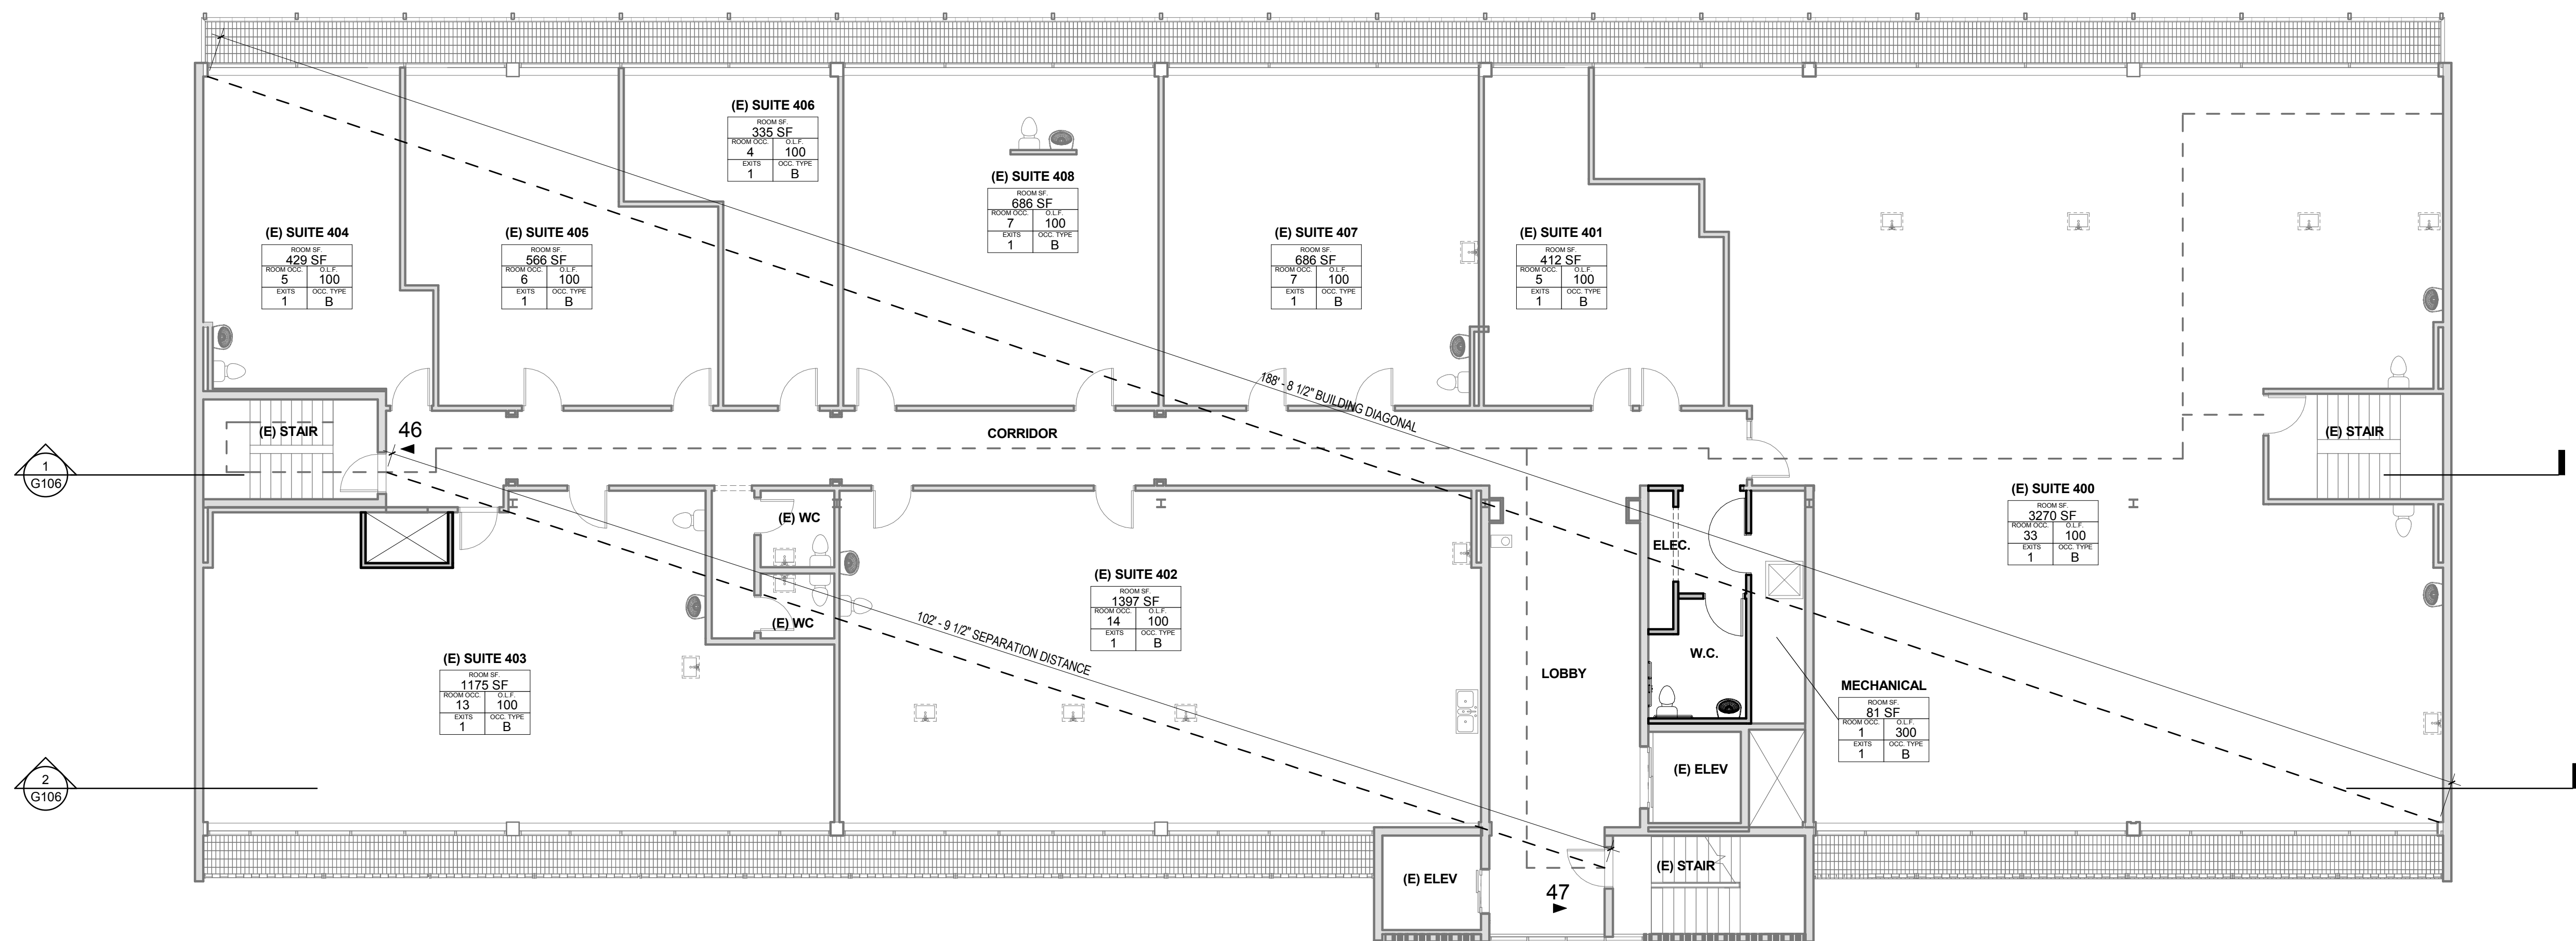 (E) SUITE 406
ROOM SF.
335 SF
ROOM OCC. O.L.F.
4 100
EXITS OCC. TYPE
1 B
(E) SUITE 408
ROOM SF.
686 SF
ROOM OCC. O.L.F.
7 100
EXITS OCC. TYPE
1 B
(E) SUITE 404
ROOM SF.
429 SF
ROOM OCC. O.L.F.
5 100
EXITS OCC. TYPE
1 B
(E) SUITE 405
ROOM SF.
566 SF
ROOM OCC. O.L.F.
6 100
EXITS OCC. TYPE
1 B
(E) SUITE 407
ROOM SF.
686 SF
ROOM OCC. O.L.F.
7 100
EXITS OCC. TYPE
1 B
(E) SUITE 401
ROOM SF.
412 SF
ROOM OCC. O.L.F.
5 100
EXITS OCC. TYPE
1 B
188' - 8 1/2" BUILDING DIAGONAL
(E) STAIR
46
CORRIDOR
(E) STAIR
1
G106
(E) SUITE 400
ROOM SF.
3270 SF
ROOM OCC. O.L.F.
33 100
EXITS OCC. TYPE
1 B
(E) WC
ELEC.
(E) SUITE 402
ROOM SF.
1397 SF
ROOM OCC. O.L.F.
14 100
EXITS OCC. TYPE
1 B
(E) WC
102' - 9 1/2" SEPARATION DISTANCE
(E) SUITE 403
ROOM SF.
1175 SF
ROOM OCC. O.L.F.
13 100
EXITS OCC. TYPE
1 B
W.C.
LOBBY
MECHANICAL
ROOM SF.
81 SF
ROOM OCC. O.L.F.
1 300
EXITS OCC. TYPE
1 B
2
G106
(E) ELEV
(E) STAIR
(E) ELEV
47